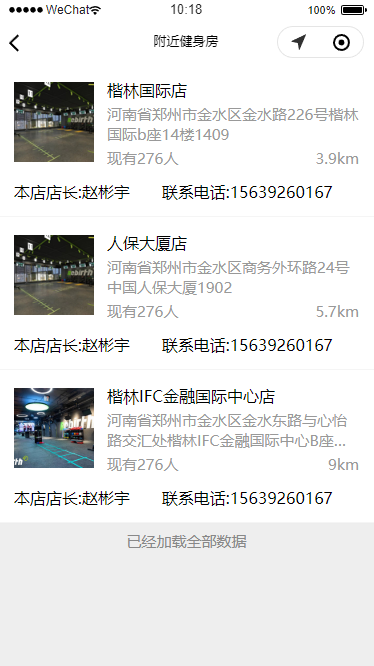 WeChat 10:18 100%
附近健身房
楷林国际店
河南省郑州市金水区金水路226号楷林
国际b座14楼1409
现有276人 3.9km
本店店长:赵彬宇 联系电话:15639260167
人保大厦店
河南省郑州市金水区商务外环路24号
中国人保大厦1902
现有276人 5.7km
本店店长:赵彬宇 联系电话:15639260167
楷林IFC金融国际中心店
河南省郑州市金水区金水东路与心怡
路交汇处楷林IFC金融国际中心B座...
现有276人 9km
本店店长:赵彬宇 联系电话:15639260167
已经加载全部数据